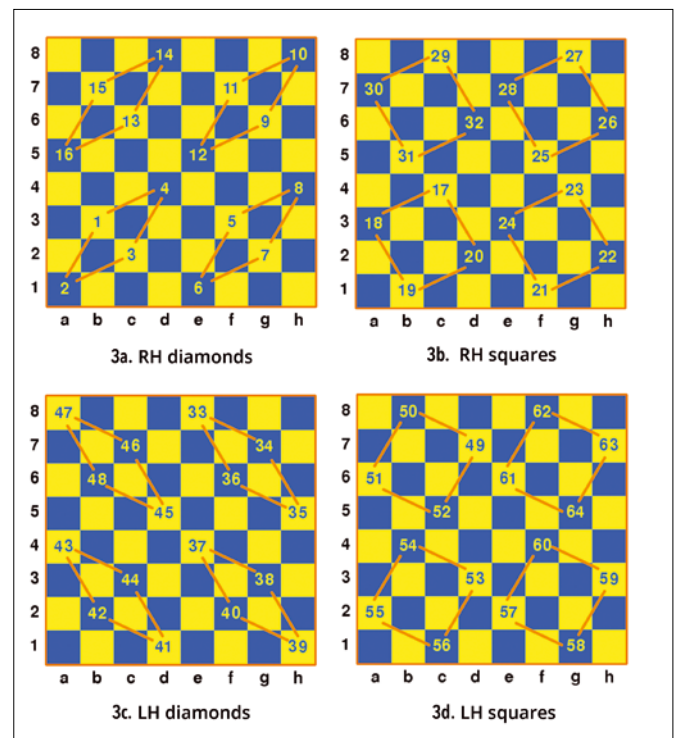 8 14 10
7 15 11
6 13 9
5 16 12
4 4 8
3 1 5
2 3 7
1 2 6
a b c d e f g h
3a. RH diamonds
8 29 27
7 30 28
6 32 26
5 31 25
4 17 23
3 18 24
2 20 22
1 19 21
a b c d e f g h
3b. RH squares
8 47 33
7 46 34
6 48 36
5 45 35
4 43 37
3 44 38
2 42 40
1 41 39
a b c d e f g h
3c. LH diamonds
8 50 62
7 49 63
6 51 61
5 52 64
4 54 60
3 53 59
2 55 57
1 56 58
a b c d e f g h
3d. LH squares